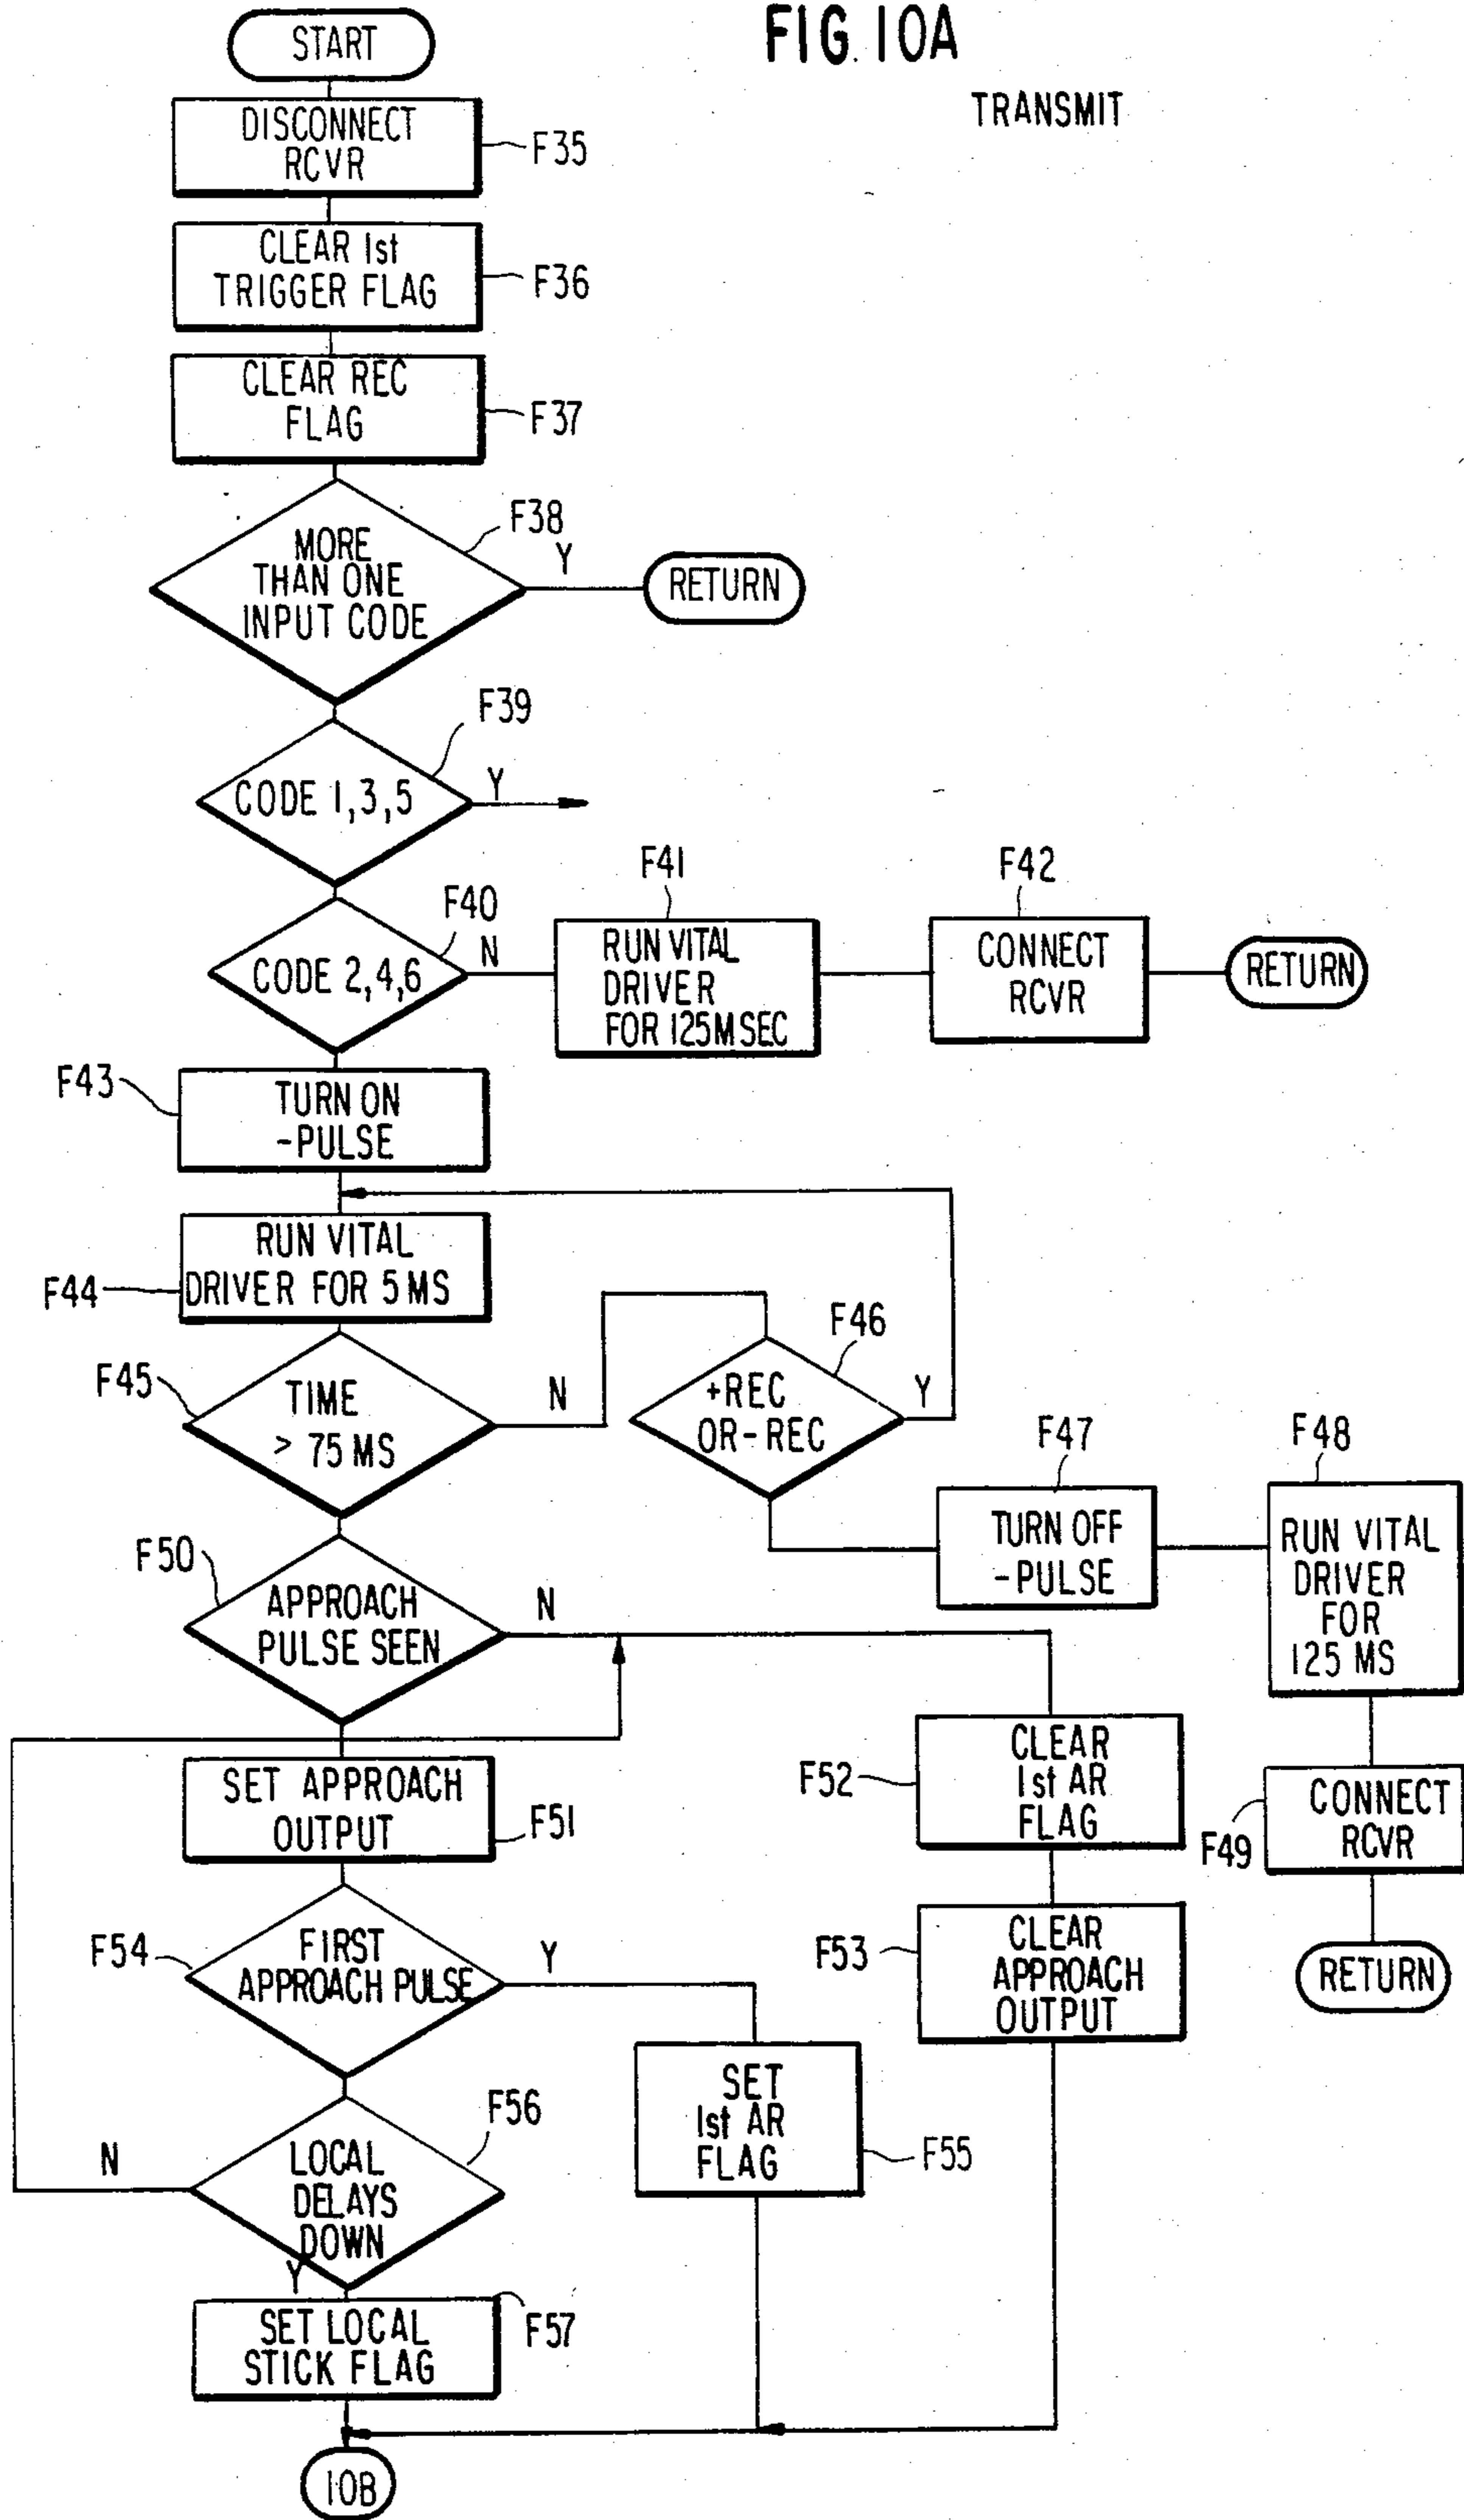 FIG. 10A
TRANSMIT
START
DISCONNECT
RCVR
F35
CLEAR 1st
TRIGGER FLAG
F36
CLEAR REC
FLAG
F37
F38
MORE
THAN ONE
INPUT CODE
Y
RETURN
F39
CODE 1,3,5
Y
F40
CODE 2,4,6
N
F41
RUN VITAL
DRIVER
FOR 125MSEC
F42
CONNECT
RCVR
RETURN
F43
TURN ON
-PULSE
F44
RUN VITAL
DRIVER FOR 5 MS
F45
TIME
> 75 MS
N
F46
+REC
OR-REC
Y
F47
TURN OFF
-PULSE
F48
RUN VITAL
DRIVER
FOR
125 MS
F49
CONNECT
RCVR
RETURN
F50
APPROACH
PULSE SEEN
N
SET APPROACH
OUTPUT
F51
F52
CLEAR
1st AR
FLAG
F53
CLEAR
APPROACH
OUTPUT
F54
FIRST
APPROACH PULSE
Y
SET
1st AR
FLAG
F55
F56
LOCAL
DELAYS
DOWN
N
Y
SET LOCAL
STICK FLAG
F57
10B